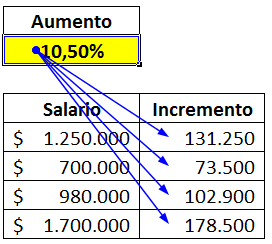 Aumento
10,50%
Salario Incremento
$ 1.250.000 131.250
$ 700.000 73.500
$ 980.000 102.900
$ 1.700.000 178.500